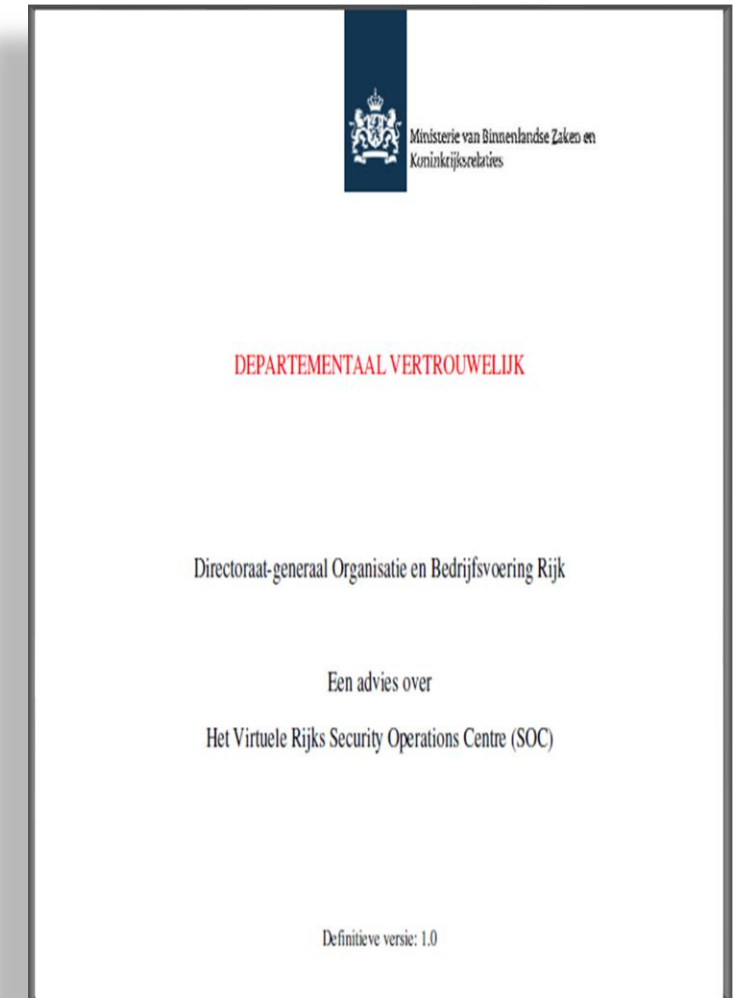 Ministerie van Binnenlandse Zaken en
Koninkrijksrelaties
DEPARTEMENTAAL VERTROUWELIJK
Directoraat-generaal Organisatie en Bedrijfsvoering Rijk
Een advies over
Het Virtuele Rijks Security Operations Centre (SOC)
Definitieve versie: 1.0